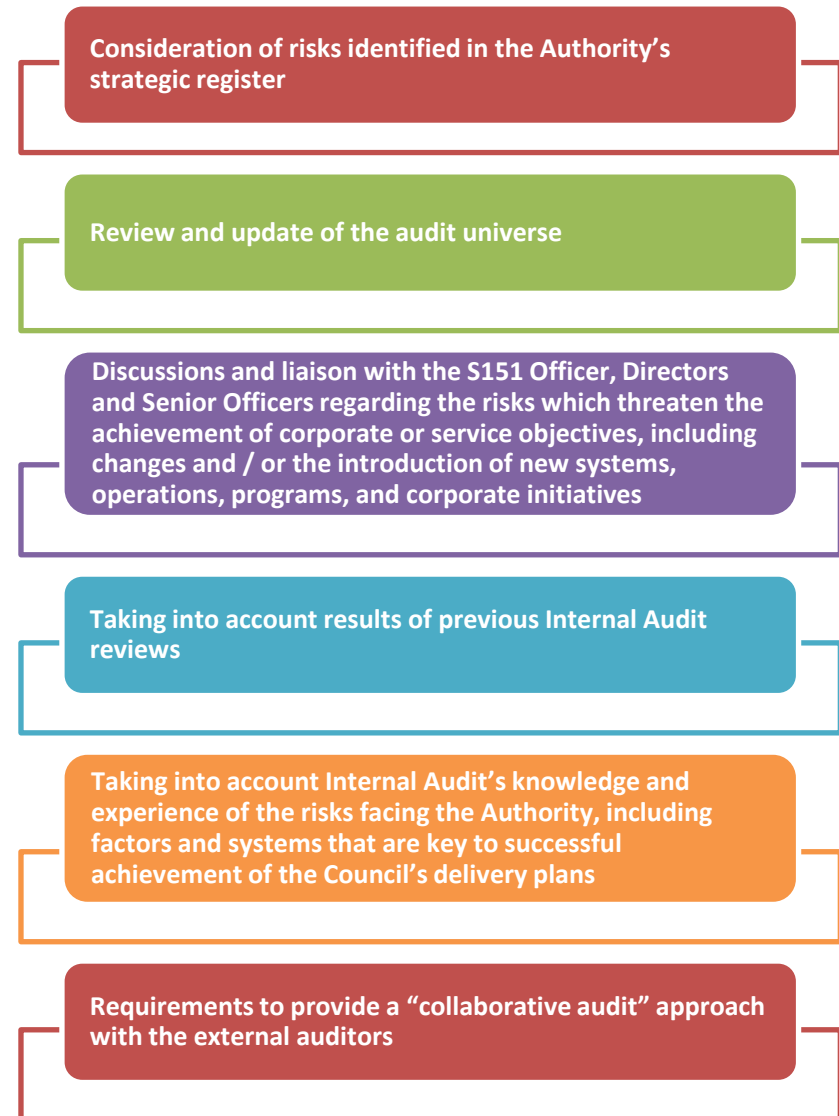 Consideration of risks identified in the Authority’s
strategic register
Review and update of the audit universe
Discussions and liaison with the S151 Officer, Directors
and Senior Officers regarding the risks which threaten the
achievement of corporate or service objectives, including
changes and / or the introduction of new systems,
operations, programs, and corporate initiatives
Taking into account results of previous Internal Audit
reviews
Taking into account Internal Audit’s knowledge and
experience of the risks facing the Authority, including
factors and systems that are key to successful
achievement of the Council’s delivery plans
Requirements to provide a “collaborative audit” approach
with the external auditors